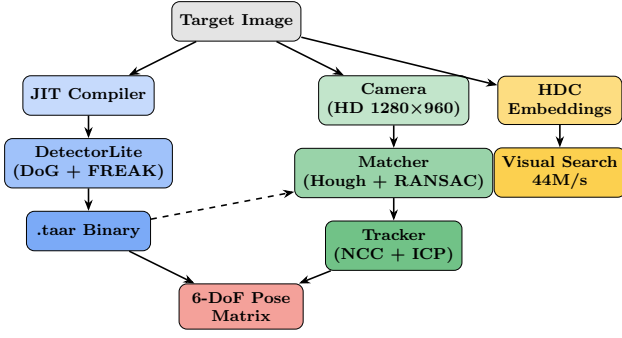 Target Image
JIT Compiler
Camera
(HD 1280×960)
HDC
Embeddings
DetectorLite
(DoG + FREAK)
Matcher
(Hough + RANSAC)
Visual Search
44M/s
.taar Binary
Tracker
(NCC + ICP)
6-DoF Pose
Matrix